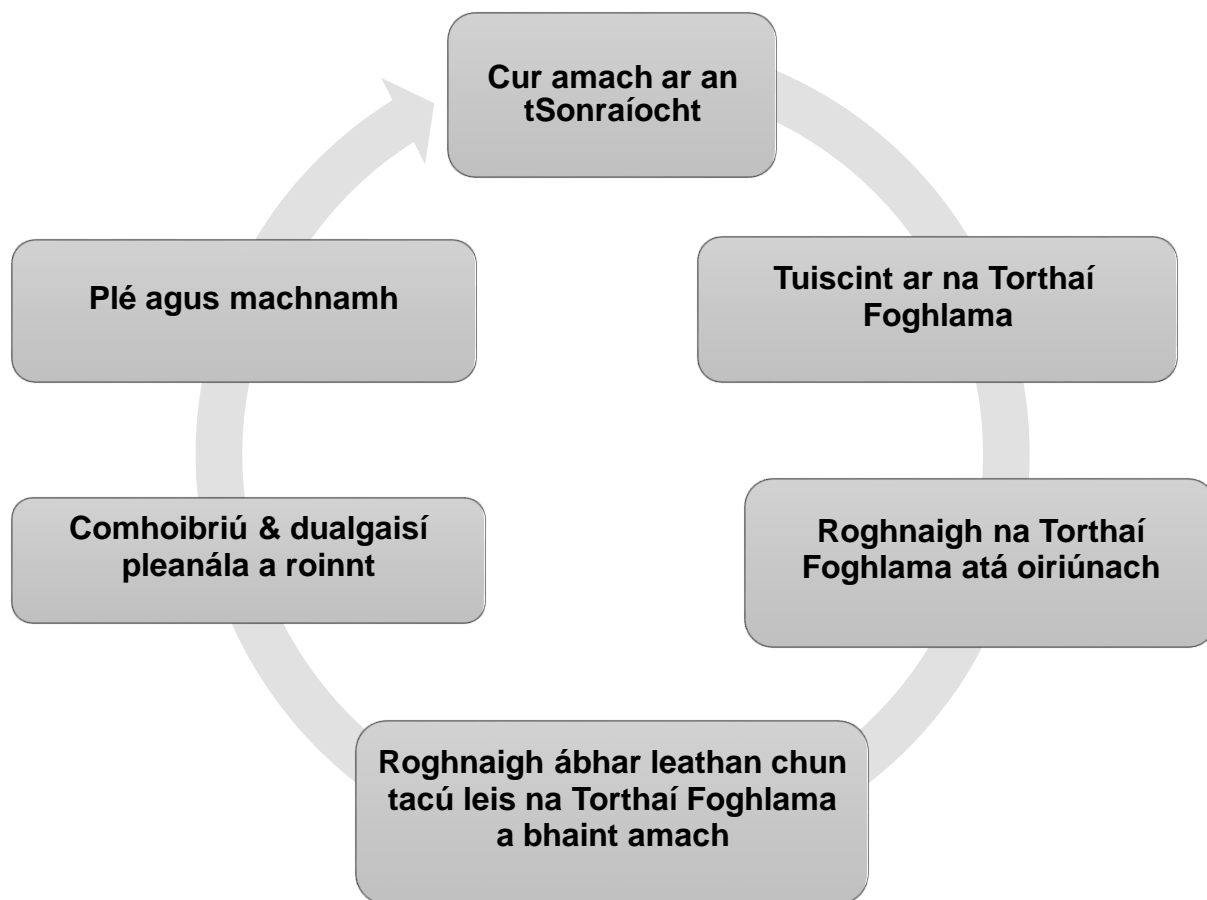 Cur amach ar an
tSonraíocht
Tuiscint ar na Torthaí
Foghlama
Roghnaigh na Torthaí
Foghlama atá oiriúnach
Roghnaigh ábhar leathan chun
tacú leis na Torthaí Foghlama
a bhaint amach
Comhoibriú & dualgaisí
pleanála a roinnt
Plé agus machnamh